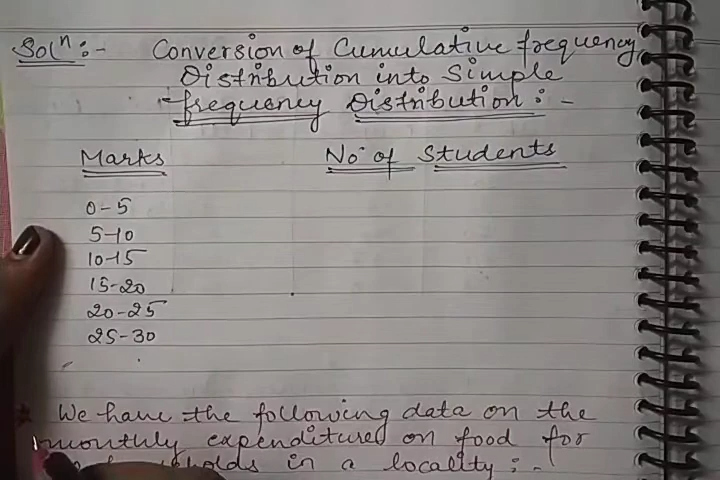 Solⁿ:- Conversion of Cumulative frequency
Distribution into Simple
frequency Distribution:-
Marks No. of Students
0-5
5-10
10-15
15-20
20-25
25-30
* We have the following data on the
monthly expenditure on food for
in a locality:-